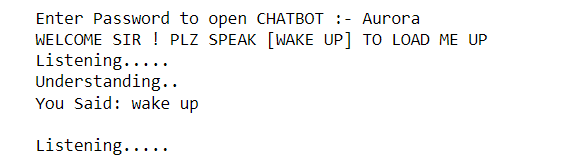 Enter Password to open CHATBOT :- Aurora
WELCOME SIR ! PLZ SPEAK [WAKE UP] TO LOAD ME UP
Listening.....
Understanding..
You Said: wake up
Listening.....